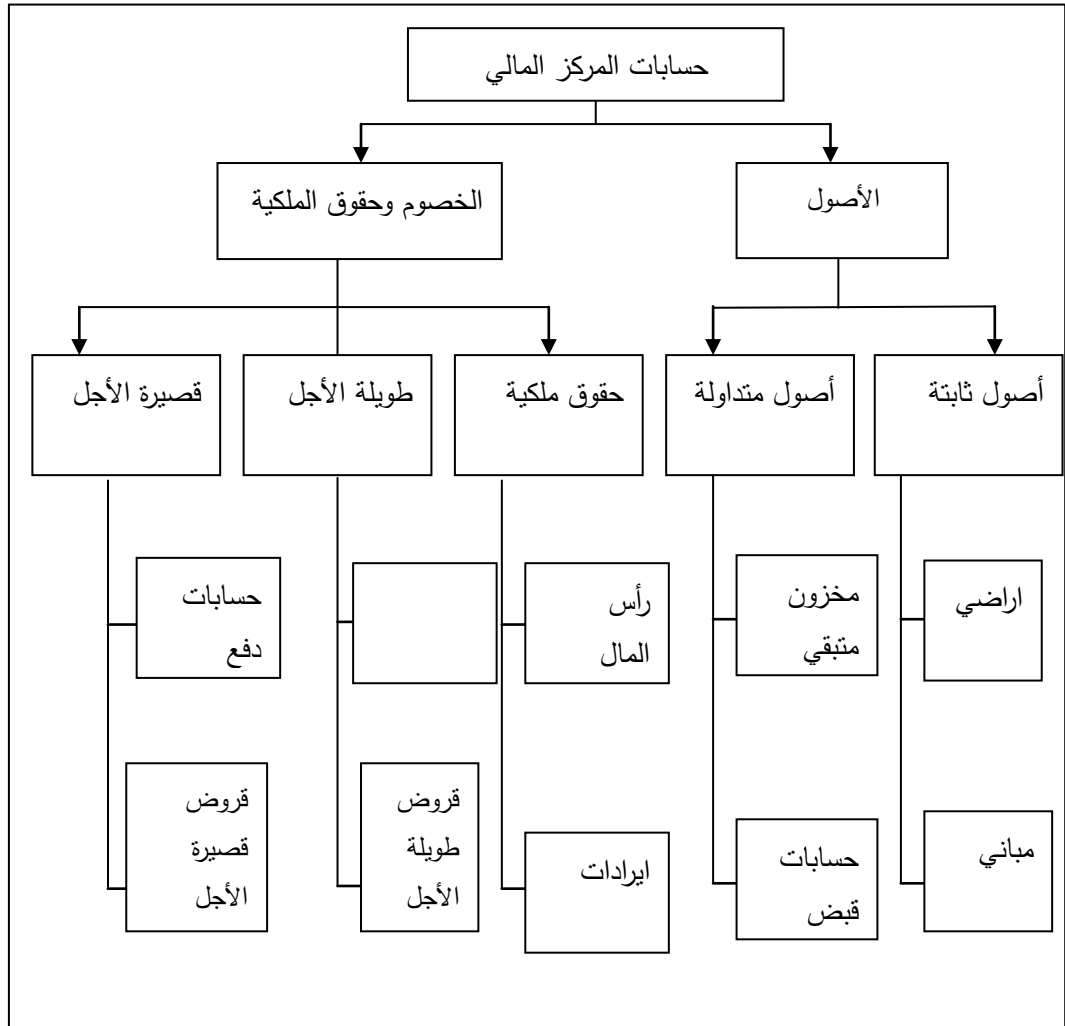 حسابات المركز المالي
الأصول
الخصوم وحقوق الملكية
أصول ثابتة
أصول متداولة
حقوق ملكية
طويلة الأجل
قصيرة الأجل
اراضي
مخزون
متبقي
رأس
المال
حسابات
دفع
مباني
حسابات
قبض
ايرادات
قروض
طويلة
الأجل
قروض
قصيرة
الأجل